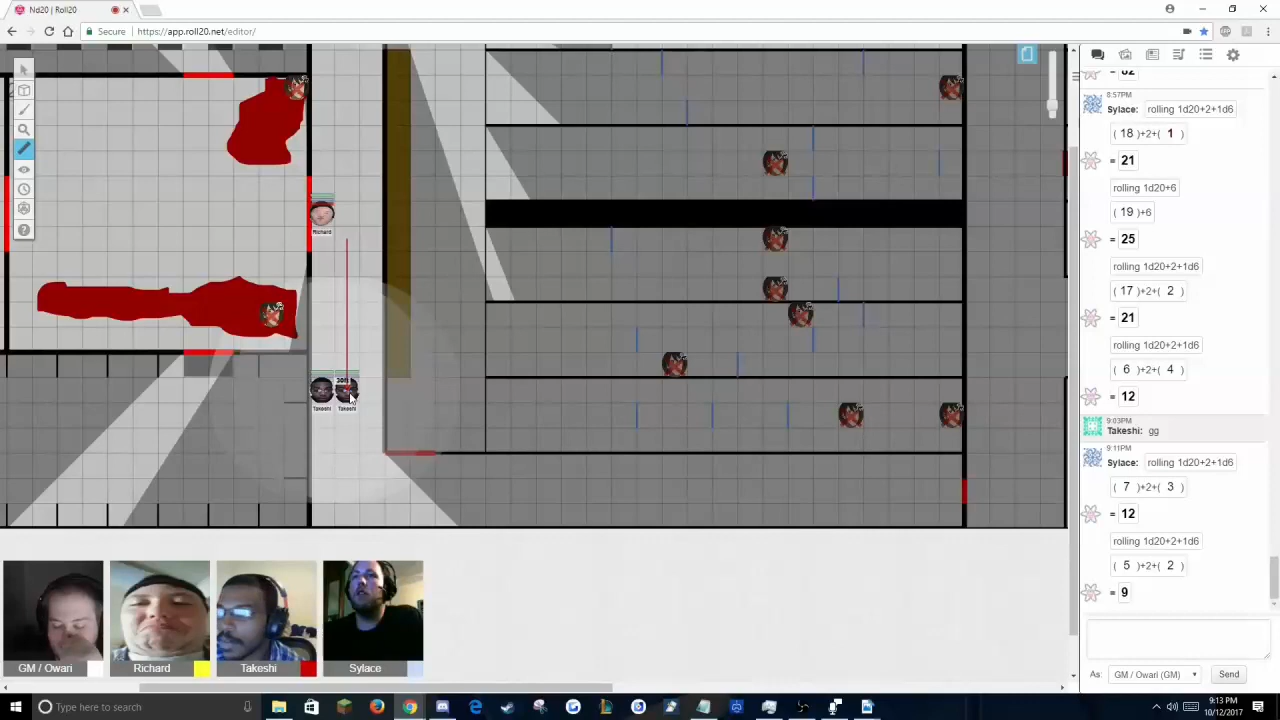 Nd20 | Roll20
Secure | https://app.roll20.net/editor/
8:57PM
Sylace: rolling 1d20+2+1d6
( 18 )+2+( 1 )
= 21
rolling 1d20+6
( 19 )+6
= 25
rolling 1d20+2+1d6
( 17 )+2+( 2 )
= 21
rolling 1d20+2+1d6
( 6 )+2+( 4 )
= 12
9:03PM
Takeshi: gg
9:11PM
Sylace: rolling 1d20+2+1d6
( 7 )+2+( 3 )
= 12
rolling 1d20+2+1d6
( 5 )+2+( 2 )
= 9
Richard
Takeshi Takeshi
GM / Owari Richard Takeshi Sylace
As: GM / Owari (GM) Send
Type here to search
9:13 PM
10/12/2017